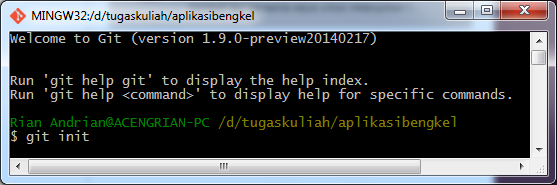 MINGW32:/d/tugaskuliah/aplikasibengkel
Welcome to Git (version 1.9.0-preview20140217)
Run 'git help git' to display the help index.
Run 'git help <command>' to display help for specific commands.
Rian Andrian@ACENGRIAN-PC /d/tugaskuliah/aplikasibengkel
$ git init